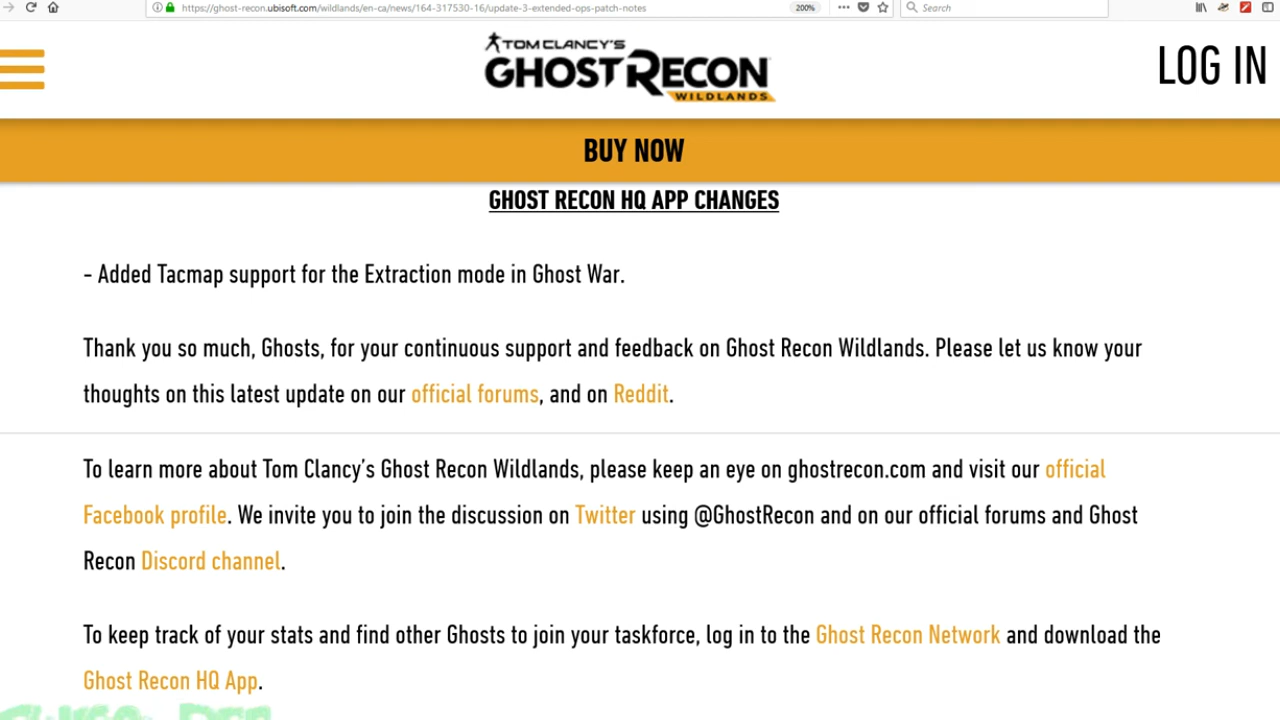 https://ghost-recon.ubisoft.com/wildlands/en-ca/news/164-317530-16/update-3-extended-ops-patch-notes
200%
Search
TOM CLANCY'S
GHOST RECON
WILDLANDS
LOG IN
BUY NOW
GHOST RECON HQ APP CHANGES
- Added Tacmap support for the Extraction mode in Ghost War.
Thank you so much, Ghosts, for your continuous support and feedback on Ghost Recon Wildlands. Please let us know your
thoughts on this latest update on our official forums, and on Reddit.
To learn more about Tom Clancy's Ghost Recon Wildlands, please keep an eye on ghostrecon.com and visit our official
Facebook profile. We invite you to join the discussion on Twitter using @GhostRecon and on our official forums and Ghost
Recon Discord channel.
To keep track of your stats and find other Ghosts to join your taskforce, log in to the Ghost Recon Network and download the
Ghost Recon HQ App.